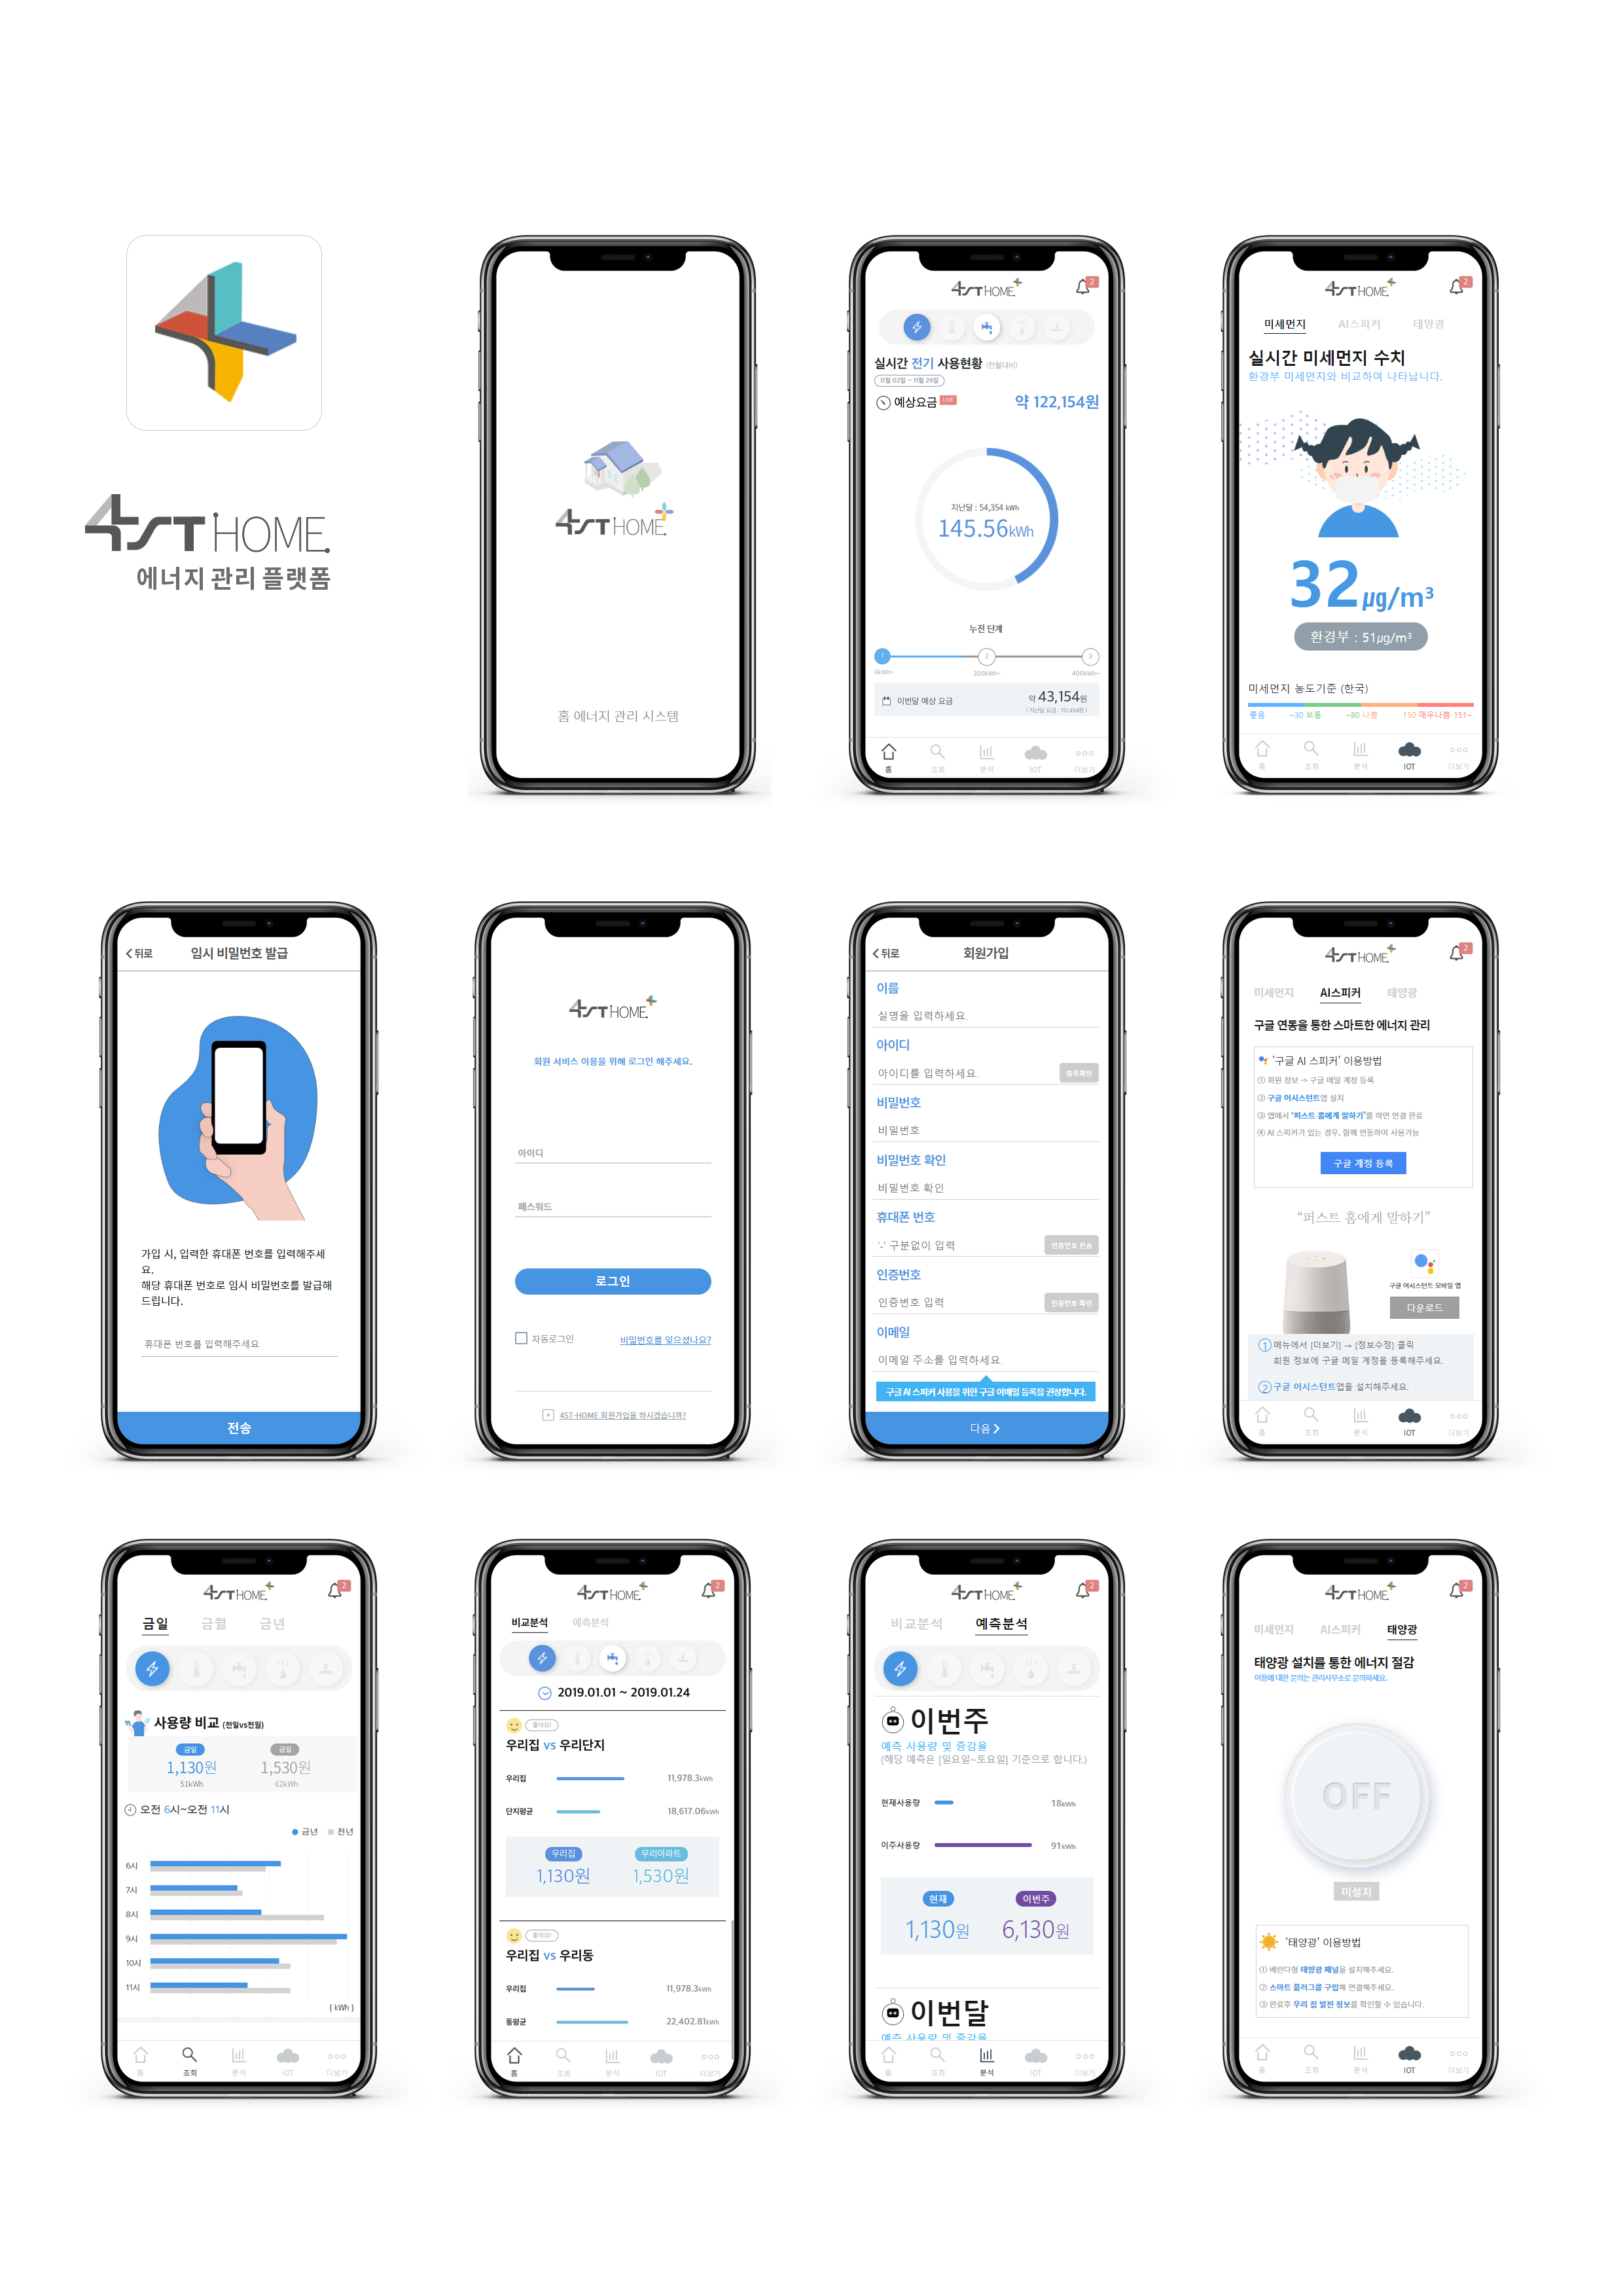 4ST HOME.
에너지 관리 플랫폼
4ST HOME.
홈 에너지 관리 시스템
4ST HOME.
2
실시간 전기 사용현황 (전월대비)
11월 02일 ~ 11월 29일
예상요금 LIVE
약 122,154원
지난달 : 54,354 kWh
145.56kWh
누진 단계
1
2
3
0kWh~
200kWh~
400kWh~
이번달 예상 요금
약 43,154원
( 지난달 요금 : 151,454원 )
홈
조회
분석
IOT
더보기
4ST HOME.
2
미세먼지
AI스피커
태양광
실시간 미세먼지 수치
환경부 미세먼지와 비교하여 나타납니다.
32㎍/m³
환경부 : 51㎍/m³
미세먼지 농도기준 (한국)
좋음
~30 보통
~80 나쁨
150 매우나쁨 151~
홈
조회
분석
IOT
더보기
뒤로
임시 비밀번호 발급
가입 시, 입력한 휴대폰 번호를 입력해주세
요.
해당 휴대폰 번호로 임시 비밀번호를 발급해
드립니다.
휴대폰 번호를 입력해주세요
전송
4ST HOME.
회원 서비스 이용을 위해 로그인 해주세요.
아이디
패스워드
로그인
자동로그인
비밀번호를 잊으셨나요?
4ST-HOME 회원가입을 하시겠습니까?
뒤로
회원가입
이름
실명을 입력하세요.
아이디
아이디를 입력하세요.
중복확인
비밀번호
비밀번호
비밀번호 확인
비밀번호 확인
휴대폰 번호
'-' 구분없이 입력
인증번호 전송
인증번호
인증번호 입력
인증번호 확인
이메일
이메일 주소를 입력하세요.
구글 AI 스피커 사용을 위한 구글 이메일 등록을 권장합니다.
다음
4ST HOME.
2
미세먼지
AI스피커
태양광
구글 연동을 통한 스마트한 에너지 관리
'구글 AI 스피커' 이용방법
① 회원 정보 -> 구글 메일 계정 등록
② 구글 어시스턴트앱 설치
③ 앱에서 '퍼스트 홈에게 말하기'를 하면 연결 완료
④ AI 스피커가 있는 경우, 함께 연동하여 사용가능
구글 계정 등록
“퍼스트 홈에게 말하기”
구글 어시스턴트 모바일 앱
다운로드
① 메뉴에서 [더보기] → [정보수정] 클릭
회원 정보에 구글 메일 계정을 등록해주세요.
② 구글 어시스턴트앱을 설치해주세요.
홈
조회
분석
IOT
더보기
4ST HOME.
2
금일
금월
금년
사용량 비교 (전일vs전월)
금일
금일
1,130원
1,530원
51kWh
62kWh
오전 6시~오전 11시
금년
전년
6시
7시
8시
9시
10시
11시
( kWh )
홈
조회
분석
IOT
더보기
4ST HOME.
2
비교분석
예측분석
2019.01.01 ~ 2019.01.24
좋아요!
우리집 vs 우리단지
우리집
11,978.3kWh
단지평균
18,617.06kWh
우리집
우리아파트
1,130원
1,530원
좋아요!
우리집 vs 우리동
우리집
11,978.3kWh
동평균
22,402.81kWh
홈
조회
분석
IOT
더보기
4ST HOME.
2
비교분석
예측분석
이번주
예측 사용량 및 증감율
(해당 예측은 [일요일~토요일] 기준으로 합니다.)
현재사용량
18kWh
이주사용량
91kWh
현재
이번주
1,130원
6,130원
이번달
예측 사용량 및 증감율
홈
조회
분석
IOT
더보기
4ST HOME.
2
미세먼지
AI스피커
태양광
태양광 설치를 통한 에너지 절감
이용에 대한 문의는 관리사무소로 문의하세요.
OFF
미설치
'태양광' 이용방법
① 베란다형 태양광 패널을 설치해주세요.
② 스마트 플러그를 구입해 연결해주세요.
③ 완료후 우리 집 발전 정보를 확인할 수 있습니다.
홈
조회
분석
IOT
더보기